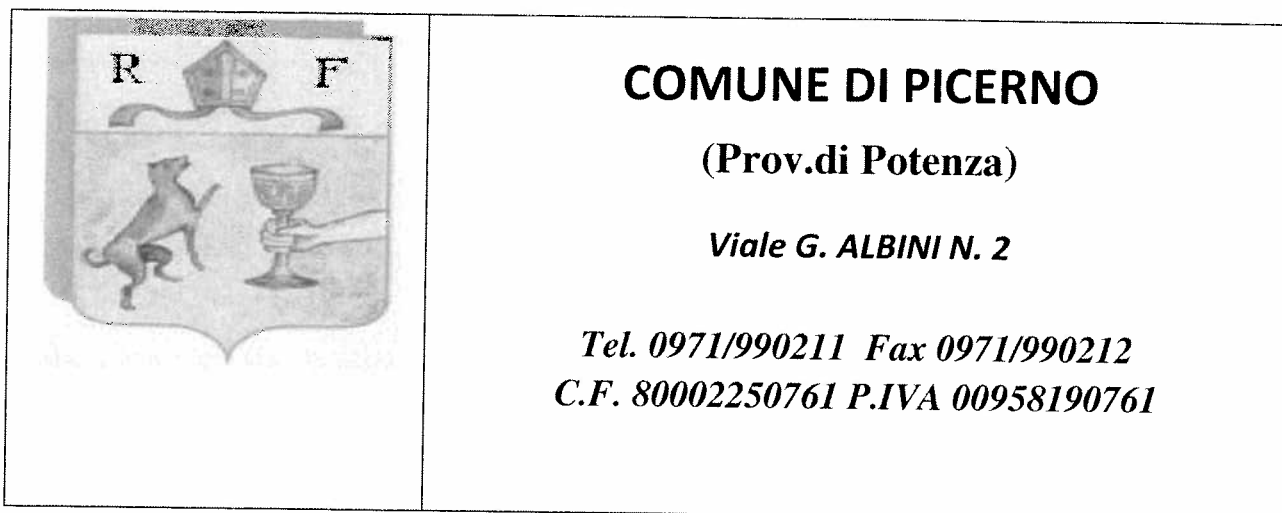 R F
COMUNE DI PICERNO
(Prov.di Potenza)
Viale G. ALBINI N. 2
Tel. 0971/990211 Fax 0971/990212
C.F. 80002250761 P.IVA 00958190761